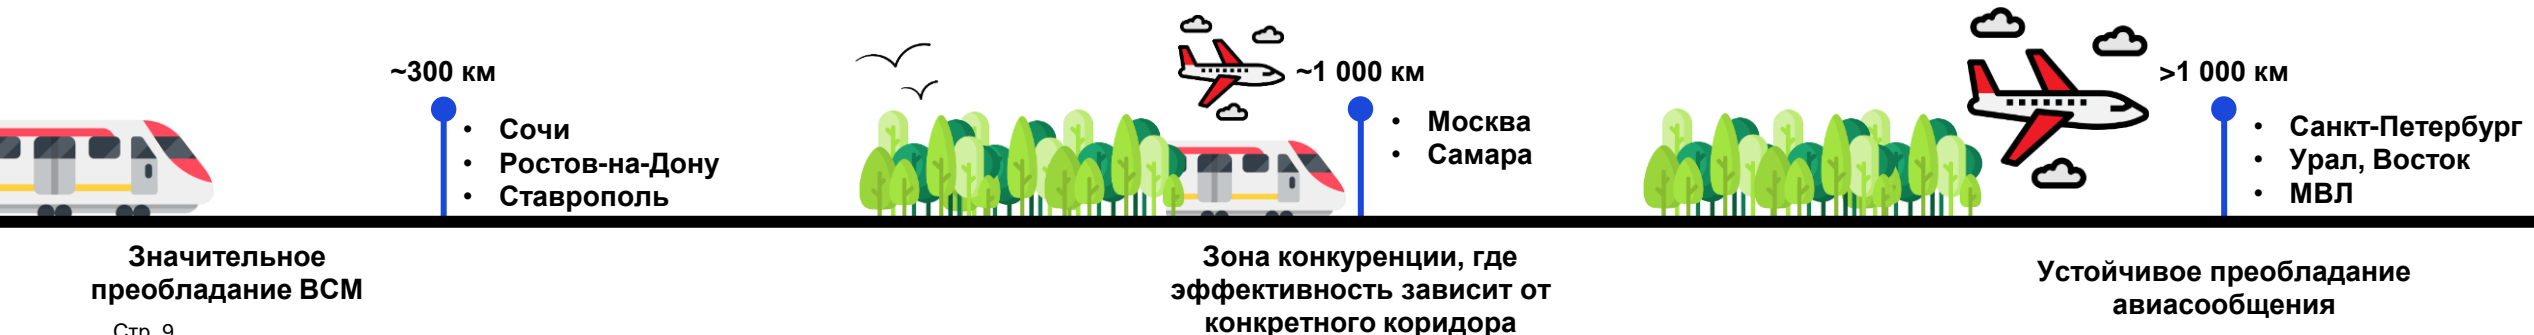 ~300 км
• Сочи
• Ростов-на-Дону
• Ставрополь
~1 000 км
• Москва
• Самара
>1 000 км
• Санкт-Петербург
• Урал, Восток
• МВЛ
Значительное
преобладание ВСМ
Зона конкуренции, где
эффективность зависит от
конкретного коридора
Устойчивое преобладание
авиасообщения
Стр. 9